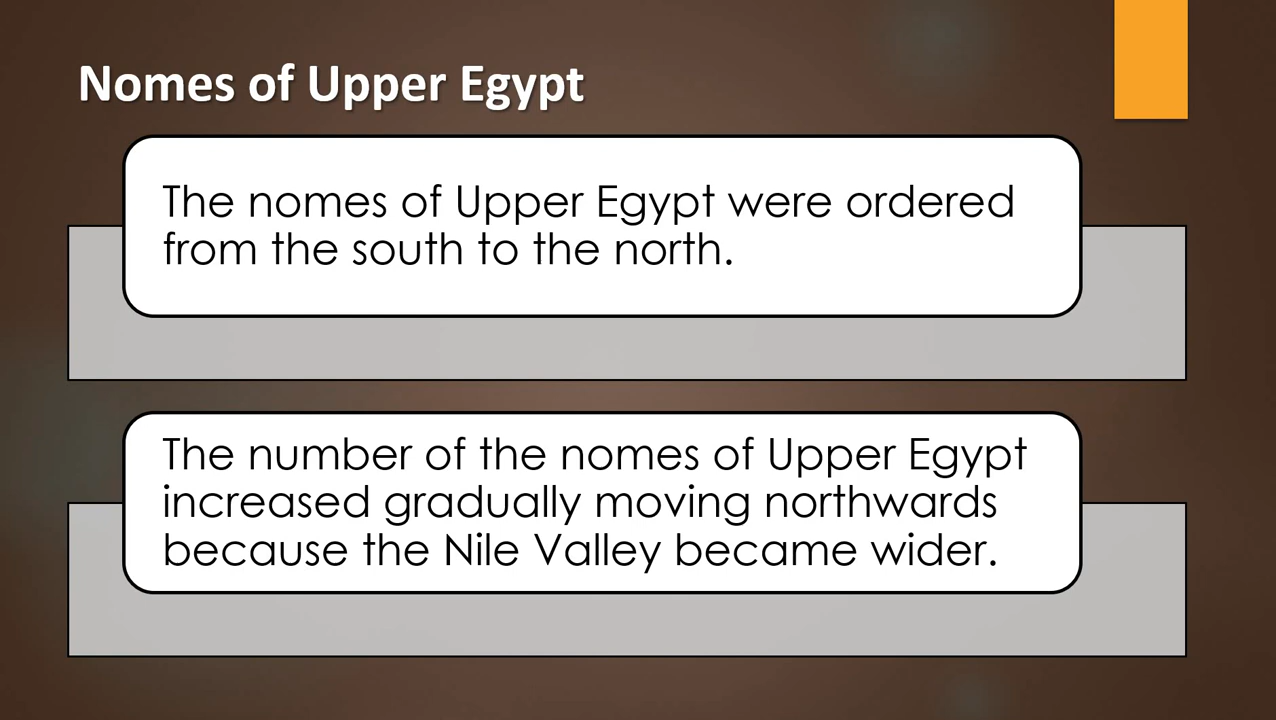 Nomes of Upper Egypt
The nomes of Upper Egypt were ordered
from the south to the north.
The number of the nomes of Upper Egypt
increased gradually moving northwards
because the Nile Valley became wider.